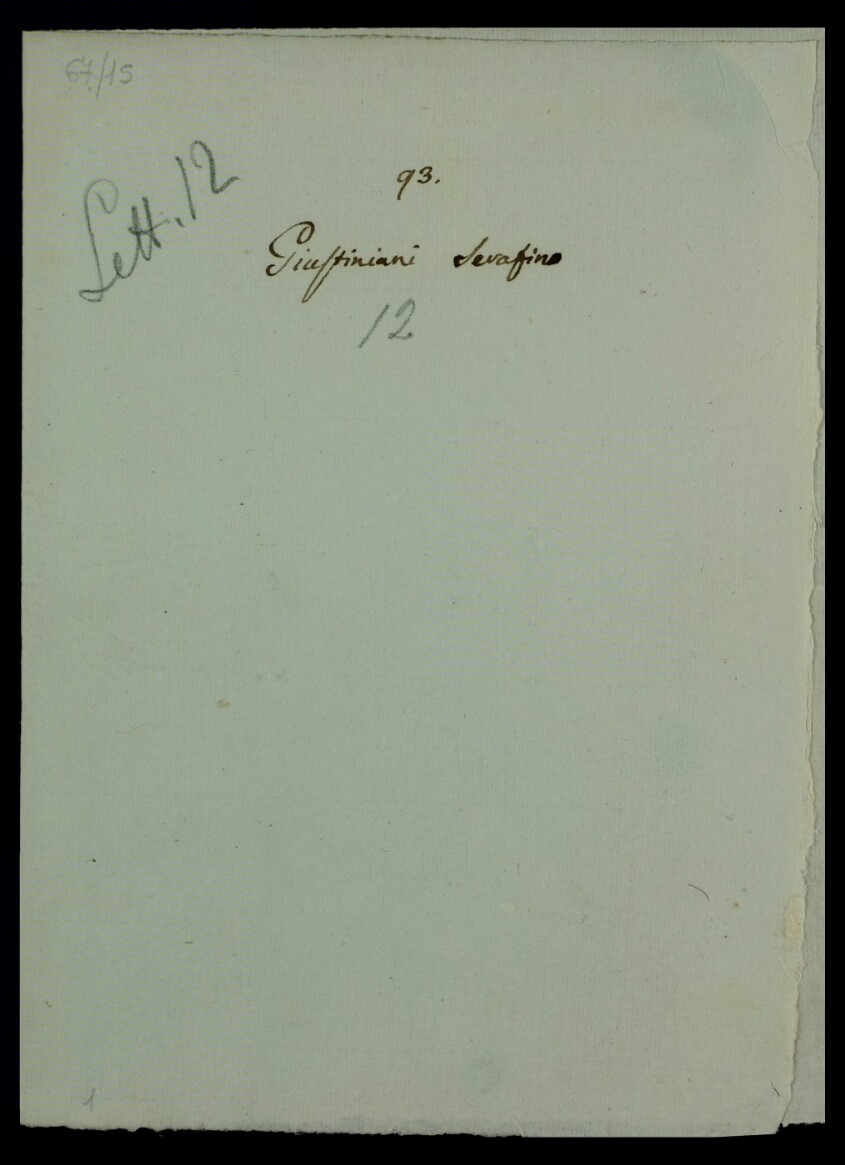 67/15
Lett. 12
93.
Giustiniani Serafino
12
1